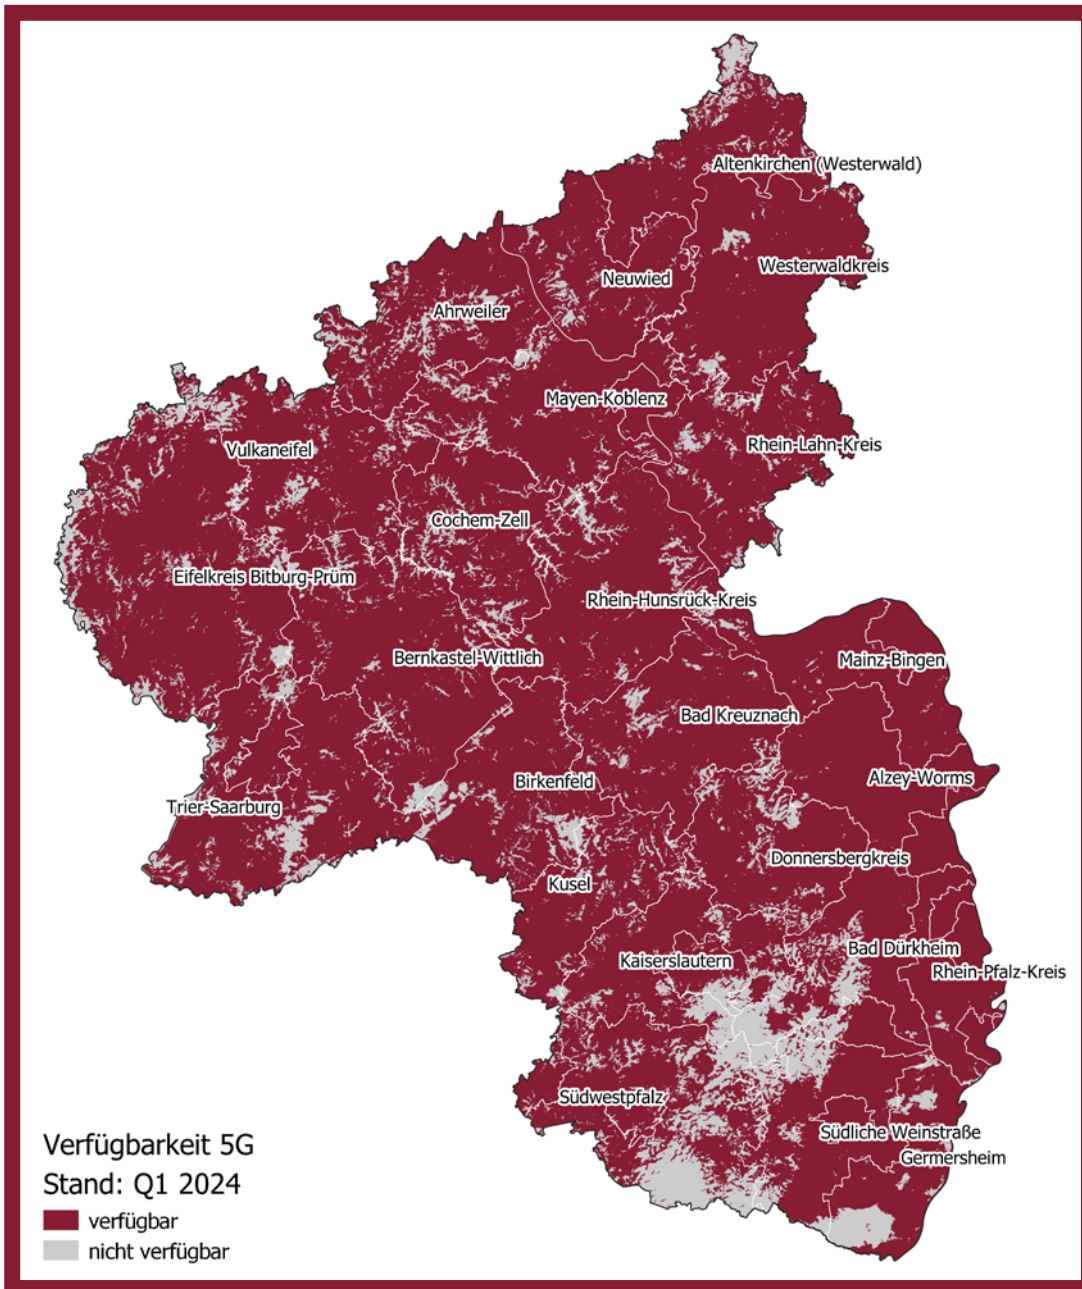 Altenkirchen (Westerwald)
Westerwaldkreis
Neuwied
Ahrweiler
Mayen-Koblenz
Rhein-Lahn-Kreis
Vulkaneifel
Cochem-Zell
Eifelkreis Bitburg-Prüm
Rhein-Hunsrück-Kreis
Bernkastel-Wittlich
Mainz-Bingen
Bad Kreuznach
Birkenfeld
Alzey-Worms
Trier-Saarburg
Donnersbergkreis
Kusel
Bad Dürkheim
Kaiserslautern
Rhein-Pfalz-Kreis
Südwestpfalz
Südliche Weinstraße
Germersheim
Verfügbarkeit 5G
Stand: Q1 2024
verfügbar
nicht verfügbar